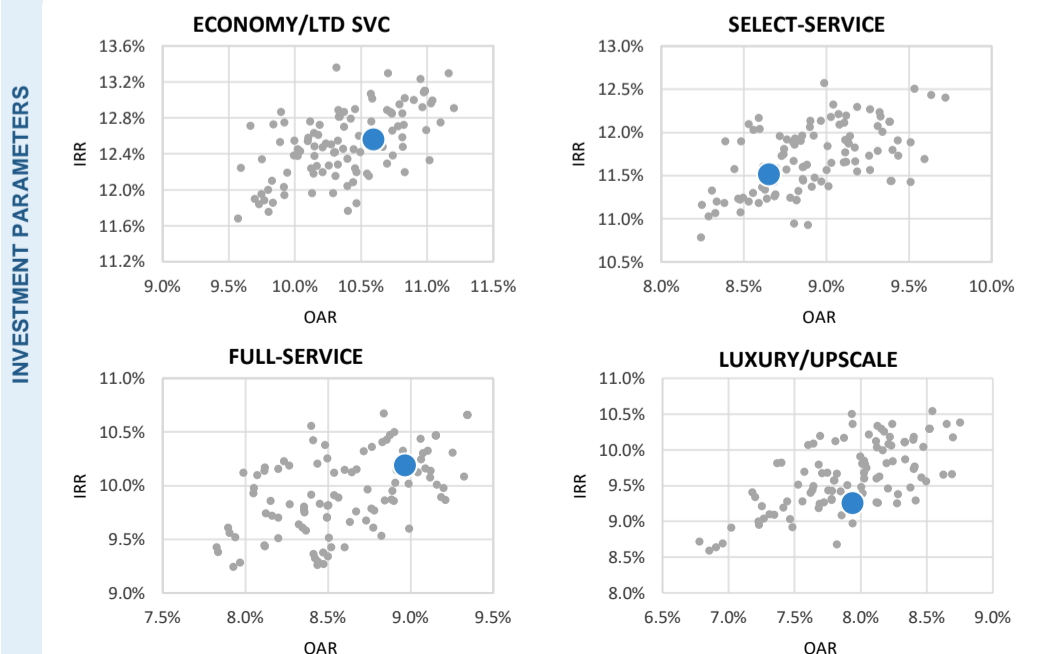 INVESTMENT PARAMETERS
ECONOMY/LTD SVC
13.6%
13.2%
12.8%
12.4%
12.0%
11.6%
11.2%
IRR
9.0% 9.5% 10.0% 10.5% 11.0% 11.5%
OAR
SELECT-SERVICE
13.0%
12.5%
12.0%
11.5%
11.0%
10.5%
IRR
8.0% 8.5% 9.0% 9.5% 10.0%
OAR
FULL-SERVICE
11.0%
10.5%
10.0%
9.5%
9.0%
IRR
7.5% 8.0% 8.5% 9.0% 9.5%
OAR
LUXURY/UPSCALE
11.0%
10.5%
10.0%
9.5%
9.0%
8.5%
8.0%
IRR
6.5% 7.0% 7.5% 8.0% 8.5% 9.0%
OAR